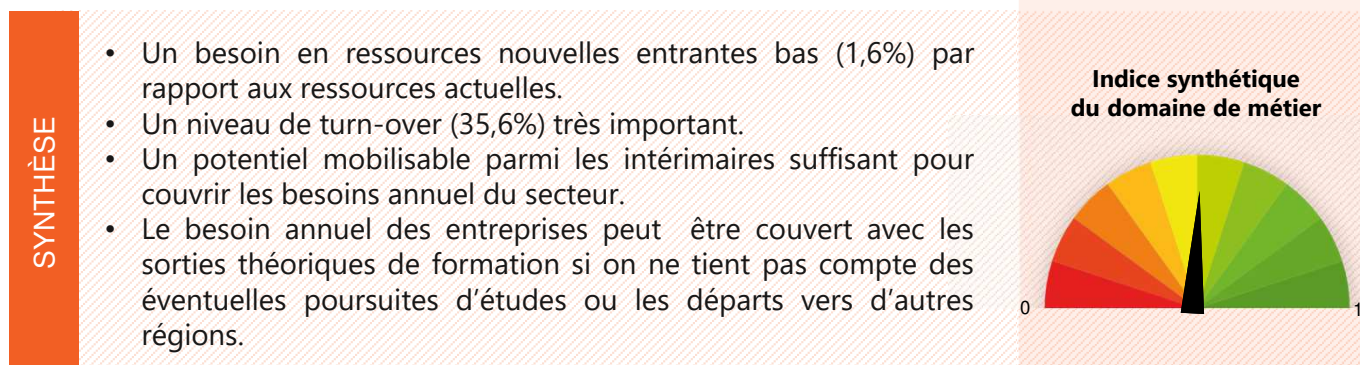 SYNTHÈSE
• Un besoin en ressources nouvelles entrantes bas (1,6%) par
rapport aux ressources actuelles.
• Un niveau de turn-over (35,6%) très important.
• Un potentiel mobilisable parmi les intérimaires suffisant pour
couvrir les besoins annuel du secteur.
• Le besoin annuel des entreprises peut être couvert avec les
sorties théoriques de formation si on ne tient pas compte des
éventuelles poursuites d'études ou les départs vers d'autres
régions.
Indice synthétique
du domaine de métier
0
1